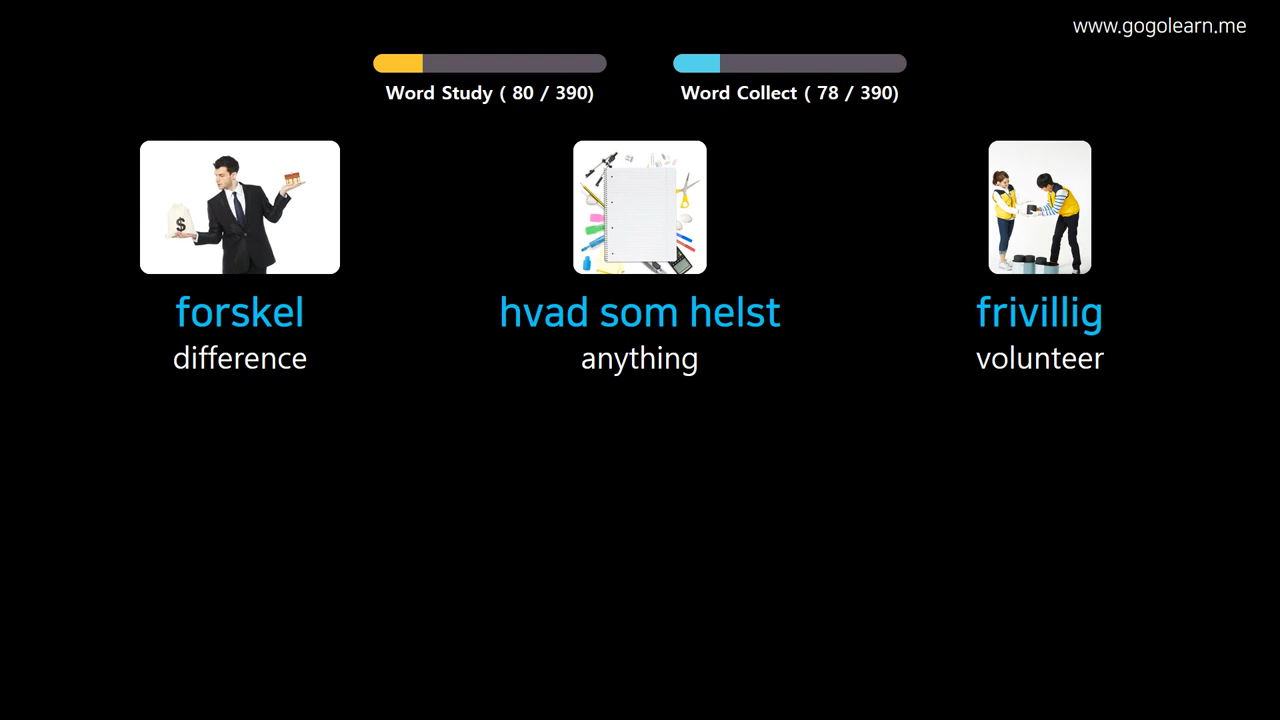 www.gogolearn.me
Word Study ( 80 / 390)
Word Collect ( 78 / 390)
$
forskel
hvad som helst
frivillig
difference
anything
volunteer